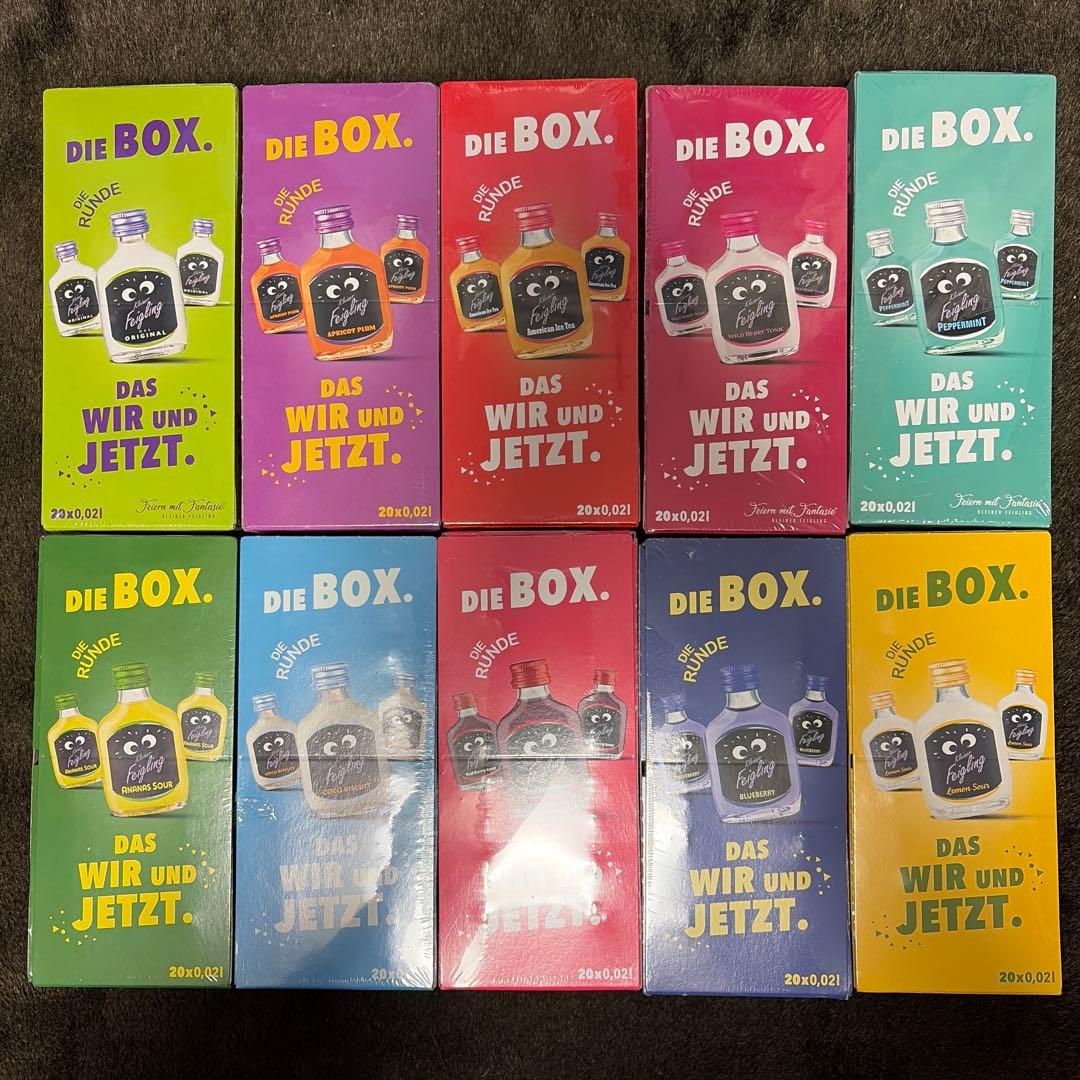 DIE BOX.
DIE
RUNDE
Kleiner
Feigling
ORIGINAL
DAS
WIR UND
JETZT.
20x0,02l
Feiern mit Fantasie
KLEINER FEIGLING
DIE BOX.
DIE
RUNDE
Kleiner
Feigling
APRICOT PLUM
DAS
WIR UND
JETZT.
20x0,02l
DIE BOX.
DIE
RUNDE
Kleiner
Feigling
American Ice Tea
DAS
WIR UND
JETZT.
20x0,02l
DIE BOX.
DIE
RUNDE
Kleiner
Feigling
WILD BERRY TONIC
DAS
WIR UND
JETZT.
20x0,02l
Feiern mit Fantasie
KLEINER FEIGLING
DIE BOX.
DIE
RUNDE
Kleiner
Feigling
PEPPERMINT
DAS
WIR UND
JETZT.
20x0,02l
Feiern mit Fantasie
KLEINER FEIGLING
DIE BOX.
DIE
RUNDE
Kleiner
Feigling
ANANAS SOUR
DAS
WIR UND
JETZT.
20x0,02l
DIE BOX.
DIE
RUNDE
Kleiner
Feigling
COCO BISCUIT
DAS
WIR UND
JETZT.
DIE BOX.
DIE
RUNDE
Feigling
JETZT.
20x0,02l
DIE BOX.
DIE
RUNDE
Kleiner
Feigling
BLUEBERRY
DAS
WIR UND
JETZT.
20x0,02l
DIE BOX.
DIE
RUNDE
Kleiner
Feigling
Lemon Sour
DAS
WIR UND
JETZT.
20x0,02l